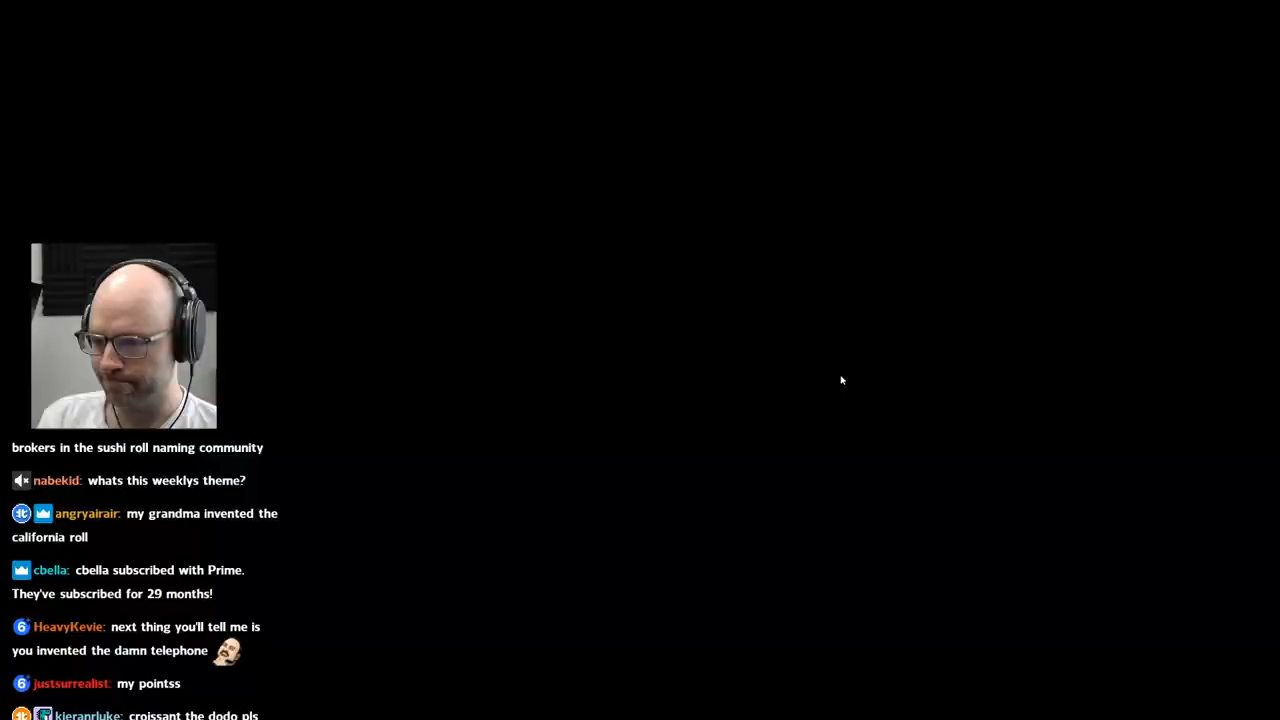 brokers in the sushi roll naming community
nabekid: whats this weeklys theme?
angryairair: my grandma invented the
california roll
cbella: cbella subscribed with Prime.
They've subscribed for 29 months!
HeavyKevie: next thing you'll tell me is
you invented the damn telephone
justsurrealist: my pointss
kieranrluke: croissant the dodo pls